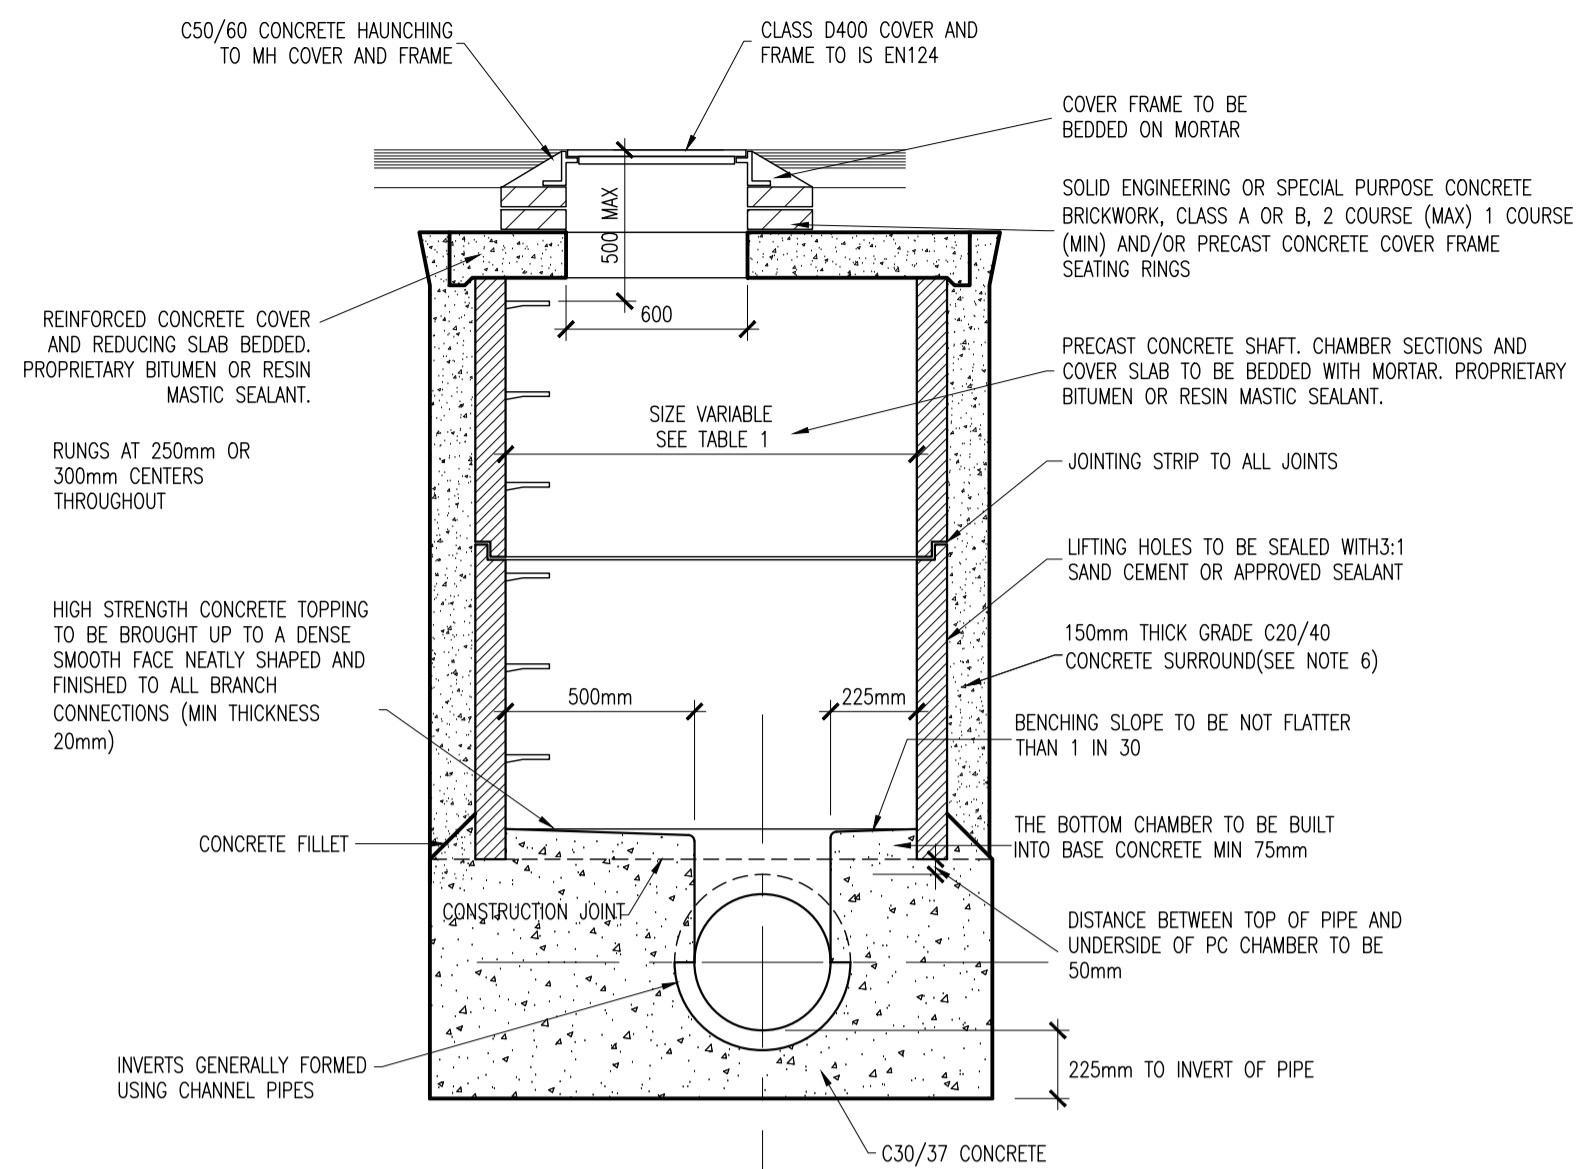 C50/60 CONCRETE HAUNCHING
TO MH COVER AND FRAME
CLASS D400 COVER AND
FRAME TO IS EN124
COVER FRAME TO BE
BEDDED ON MORTAR
SOLID ENGINEERING OR SPECIAL PURPOSE CONCRETE
BRICKWORK, CLASS A OR B, 2 COURSE (MAX) 1 COURSE
(MIN) AND/OR PRECAST CONCRETE COVER FRAME
SEATING RINGS
500 MAX
600
REINFORCED CONCRETE COVER
AND REDUCING SLAB BEDDED.
PROPRIETARY BITUMEN OR RESIN
MASTIC SEALANT.
PRECAST CONCRETE SHAFT. CHAMBER SECTIONS AND
COVER SLAB TO BE BEDDED WITH MORTAR. PROPRIETARY
BITUMEN OR RESIN MASTIC SEALANT.
SIZE VARIABLE
SEE TABLE 1
RUNGS AT 250mm OR
300mm CENTERS
THROUGHOUT
JOINTING STRIP TO ALL JOINTS
LIFTING HOLES TO BE SEALED WITH3:1
SAND CEMENT OR APPROVED SEALANT
HIGH STRENGTH CONCRETE TOPPING
TO BE BROUGHT UP TO A DENSE
SMOOTH FACE NEATLY SHAPED AND
FINISHED TO ALL BRANCH
CONNECTIONS (MIN THICKNESS
20mm)
150mm THICK GRADE C20/40
CONCRETE SURROUND(SEE NOTE 6)
500mm
225mm
BENCHING SLOPE TO BE NOT FLATTER
THAN 1 IN 30
CONCRETE FILLET
THE BOTTOM CHAMBER TO BE BUILT
INTO BASE CONCRETE MIN 75mm
CONSTRUCTION JOINT
DISTANCE BETWEEN TOP OF PIPE AND
UNDERSIDE OF PC CHAMBER TO BE
50mm
INVERTS GENERALLY FORMED
USING CHANNEL PIPES
225mm TO INVERT OF PIPE
C30/37 CONCRETE